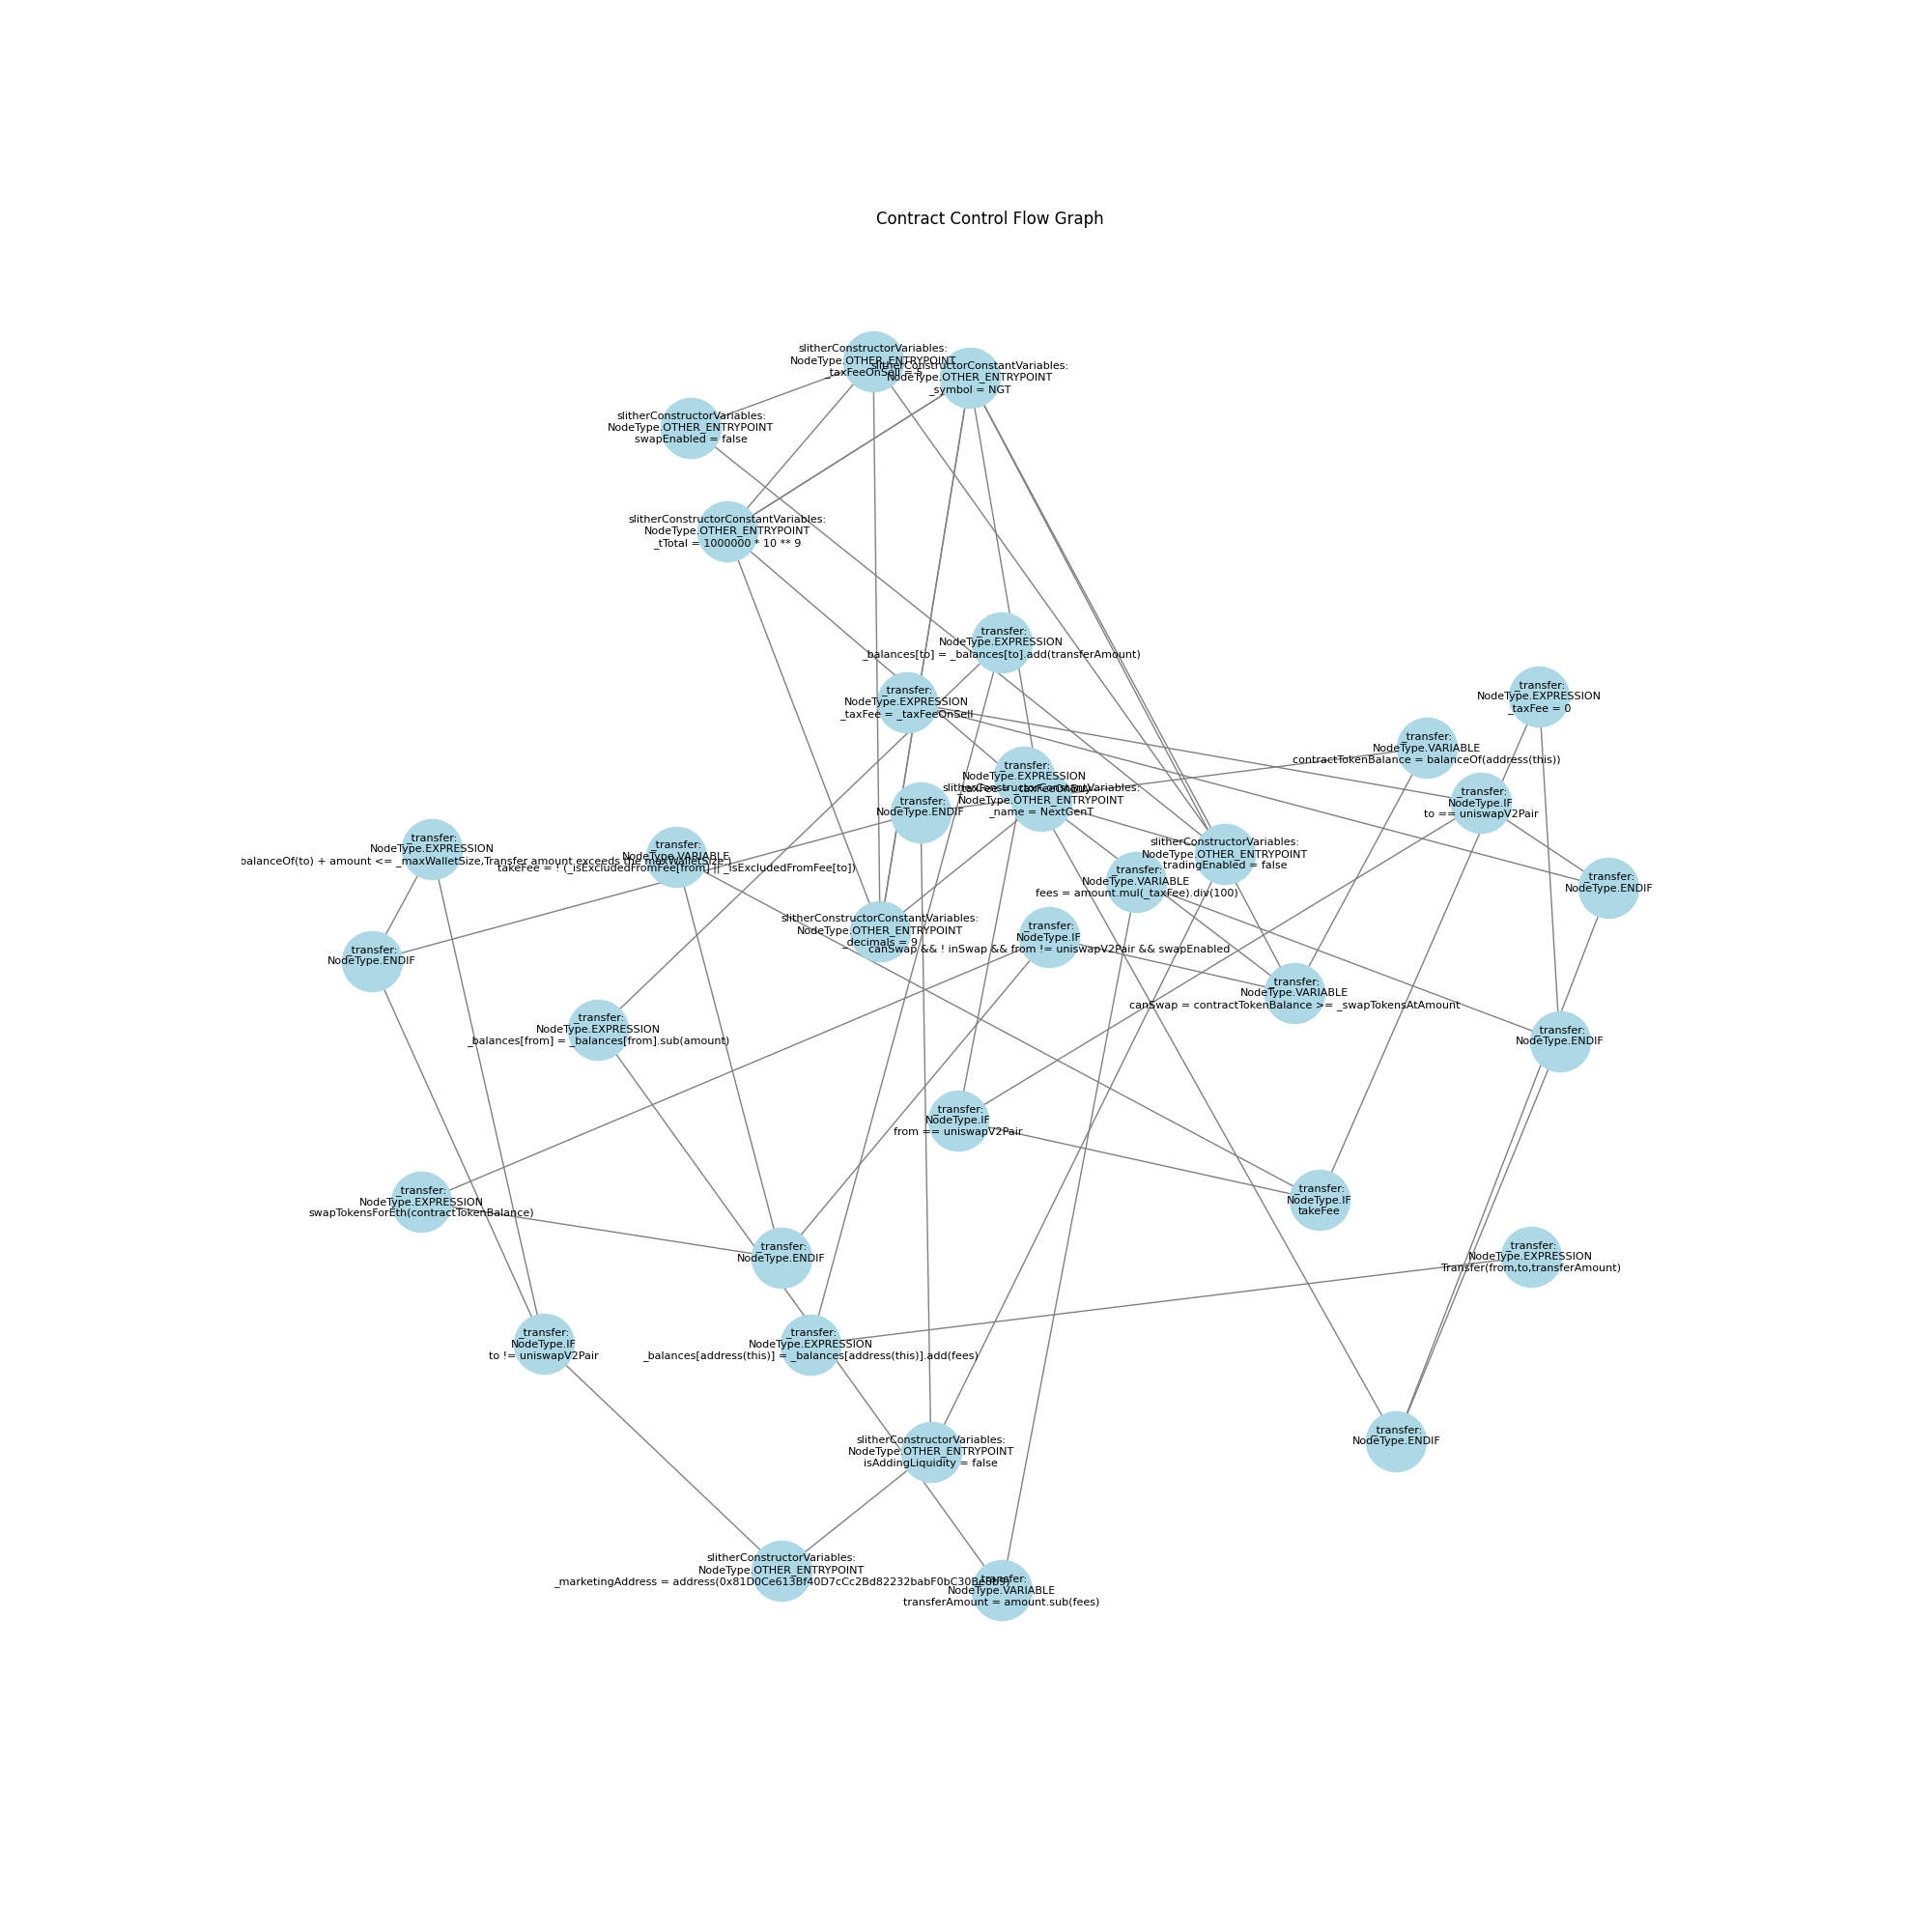 Contract Control Flow Graph
slitherConstructorVariables:
NodeType.OTHER_ENTRYPOINT
_taxFeeOnSell = 5
slitherConstructorConstantVariables:
NodeType.OTHER_ENTRYPOINT
_symbol = NGT
slitherConstructorVariables:
NodeType.OTHER_ENTRYPOINT
swapEnabled = false
slitherConstructorConstantVariables:
NodeType.OTHER_ENTRYPOINT
_tTotal = 1000000 * 10 ** 9
_transfer:
NodeType.EXPRESSION
_balances[to] = _balances[to].add(transferAmount)
_transfer:
NodeType.EXPRESSION
_taxFee = _taxFeeOnSell
_transfer:
NodeType.EXPRESSION
_taxFee = 0
_transfer:
NodeType.VARIABLE
contractTokenBalance = balanceOf(address(this))
_transfer:
NodeType.EXPRESSION
_taxFee = _taxFeeOnBuy
slitherConstructorConstantVariables:
NodeType.OTHER_ENTRYPOINT
_name = NextGenT
_transfer:
NodeType.IF
to == uniswapV2Pair
_transfer:
NodeType.ENDIF
_transfer:
NodeType.EXPRESSION
balanceOf(to) + amount <= _maxWalletSize,Transfer amount exceeds the maxWalletSize.)
_transfer:
NodeType.VARIABLE
takeFee = ! (_isExcludedFromFee[from] || _isExcludedFromFee[to])
slitherConstructorVariables:
NodeType.OTHER_ENTRYPOINT
tradingEnabled = false
_transfer:
NodeType.VARIABLE
fees = amount.mul(_taxFee).div(100)
_transfer:
NodeType.ENDIF
slitherConstructorConstantVariables:
NodeType.OTHER_ENTRYPOINT
_decimals = 9
_transfer:
NodeType.IF
canSwap && ! inSwap && from != uniswapV2Pair && swapEnabled
_transfer:
NodeType.ENDIF
_transfer:
NodeType.VARIABLE
canSwap = contractTokenBalance >= _swapTokensAtAmount
_transfer:
NodeType.EXPRESSION
_balances[from] = _balances[from].sub(amount)
_transfer:
NodeType.ENDIF
_transfer:
NodeType.IF
from == uniswapV2Pair
_transfer:
NodeType.EXPRESSION
swapTokensForEth(contractTokenBalance)
_transfer:
NodeType.IF
takeFee
_transfer:
NodeType.ENDIF
_transfer:
NodeType.EXPRESSION
Transfer(from,to,transferAmount)
_transfer:
NodeType.IF
to != uniswapV2Pair
_transfer:
NodeType.EXPRESSION
_balances[address(this)] = _balances[address(this)].add(fees)
_transfer:
NodeType.ENDIF
slitherConstructorVariables:
NodeType.OTHER_ENTRYPOINT
isAddingLiquidity = false
slitherConstructorVariables:
NodeType.OTHER_ENTRYPOINT
_marketingAddress =
_transfer:
NodeType.VARIABLE
transferAmount = amount.sub(fees)